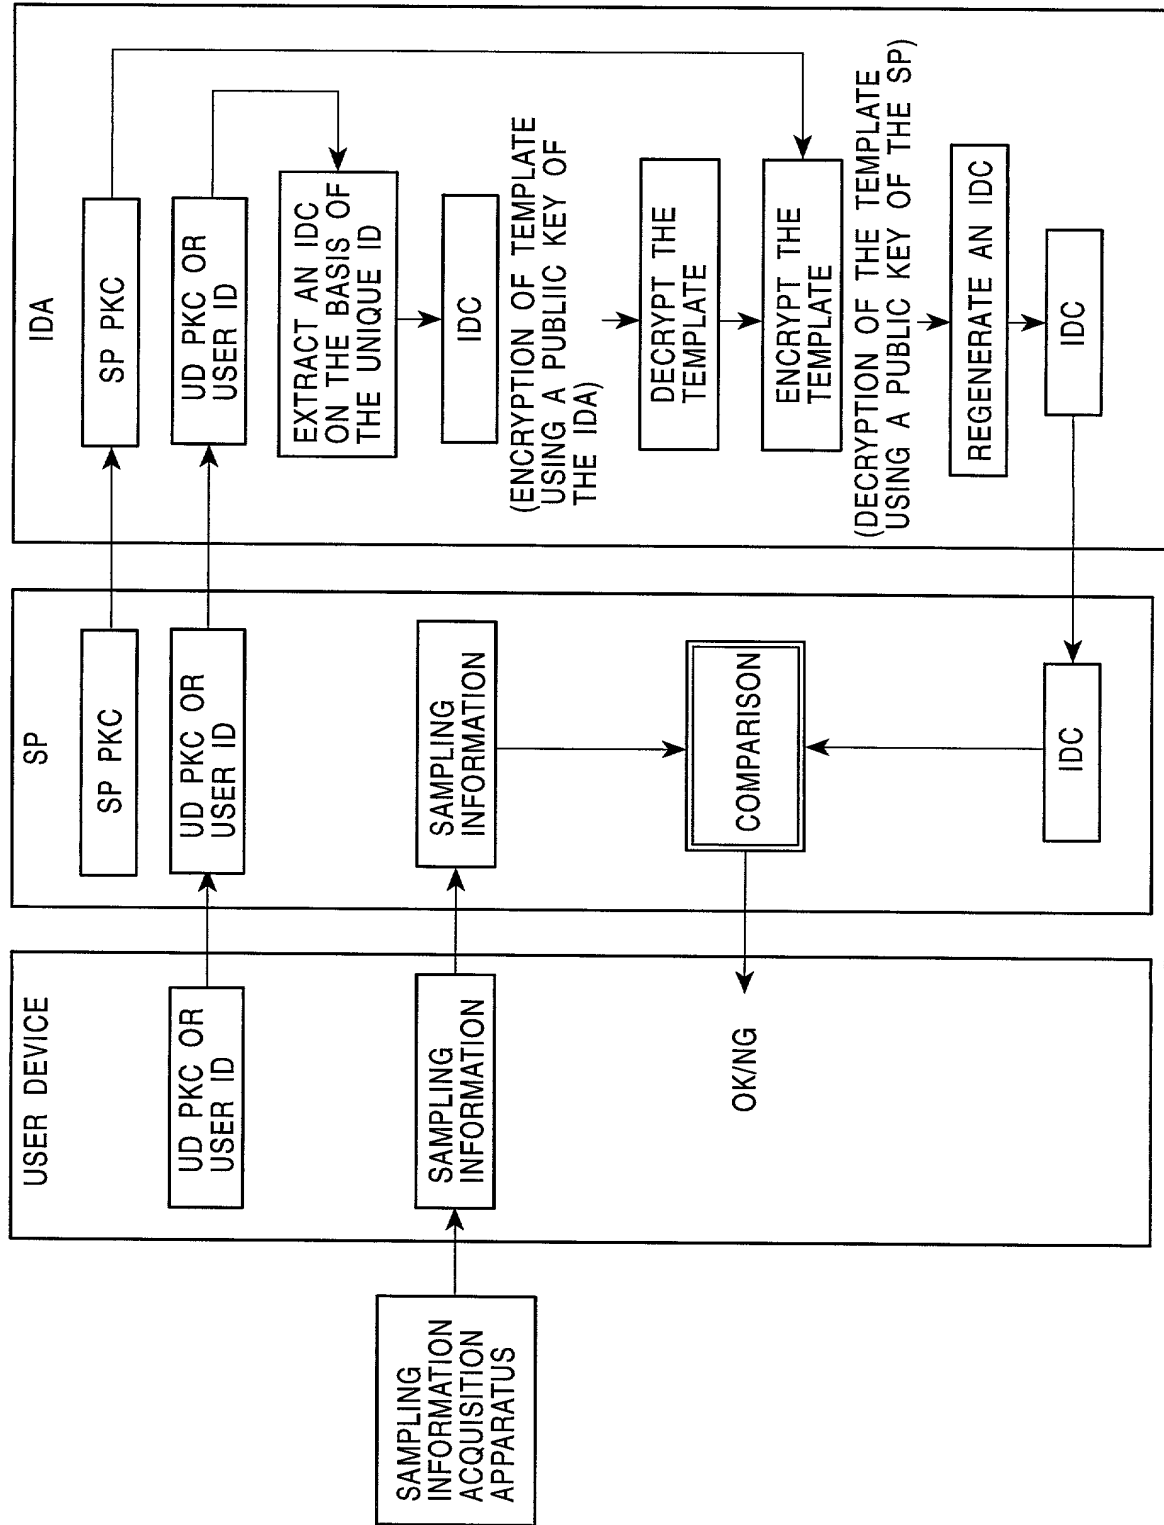 SAMPLING
INFORMATION
ACQUISITION
APPARATUS
USER DEVICE
UD PKC OR
USER ID
SAMPLING
INFORMATION
OK/NG
SP
SP PKC
UD PKC OR
USER ID
SAMPLING
INFORMATION
COMPARISON
IDC
IDA
SP PKC
UD PKC OR
USER ID
EXTRACT AN IDC
ON THE BASIS OF
THE UNIQUE ID
IDC
(ENCRYPTION OF TEMPLATE
USING A PUBLIC KEY OF
THE IDA)
DECRYPT THE
TEMPLATE
ENCRYPT THE
TEMPLATE
(DECRYPTION OF THE TEMPLATE
USING A PUBLIC KEY OF THE SP)
REGENERATE AN IDC
IDC